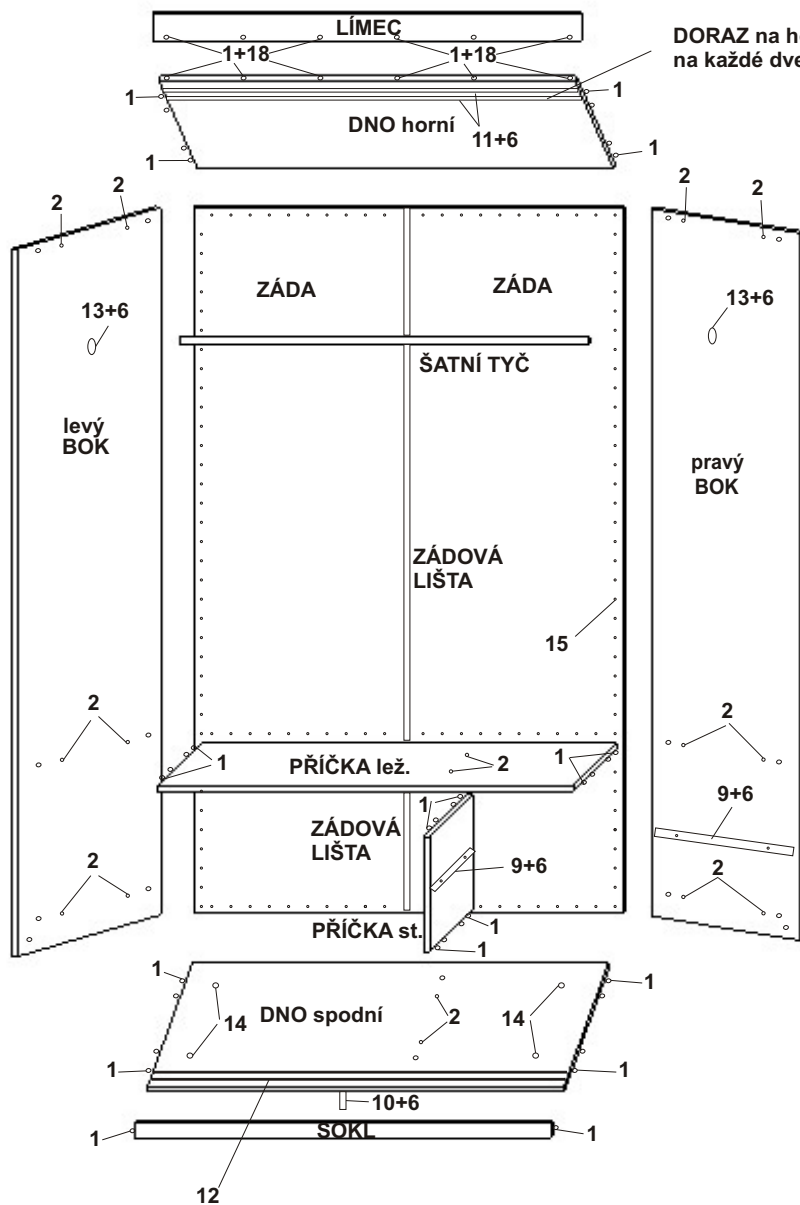 LÍMEC
1+18
1+18
DORAZ na h
na každé dve
1
1
DNO horní
11+6
1
1
2
2
2
2
ZÁDA
ZÁDA
13+6
13+6
ŠATNÍ TYČ
levý
BOK
pravý
BOK
ZÁDOVÁ
LIŠTA
15
2
2
1
PŘÍČKA lež.
2
1
9+6
1
ZÁDOVÁ
LIŠTA
9+6
2
2
PŘÍČKA st.
1
1
1
1
DNO spodní
14
2
14
1
1
10+6
1
SOKL
1
12